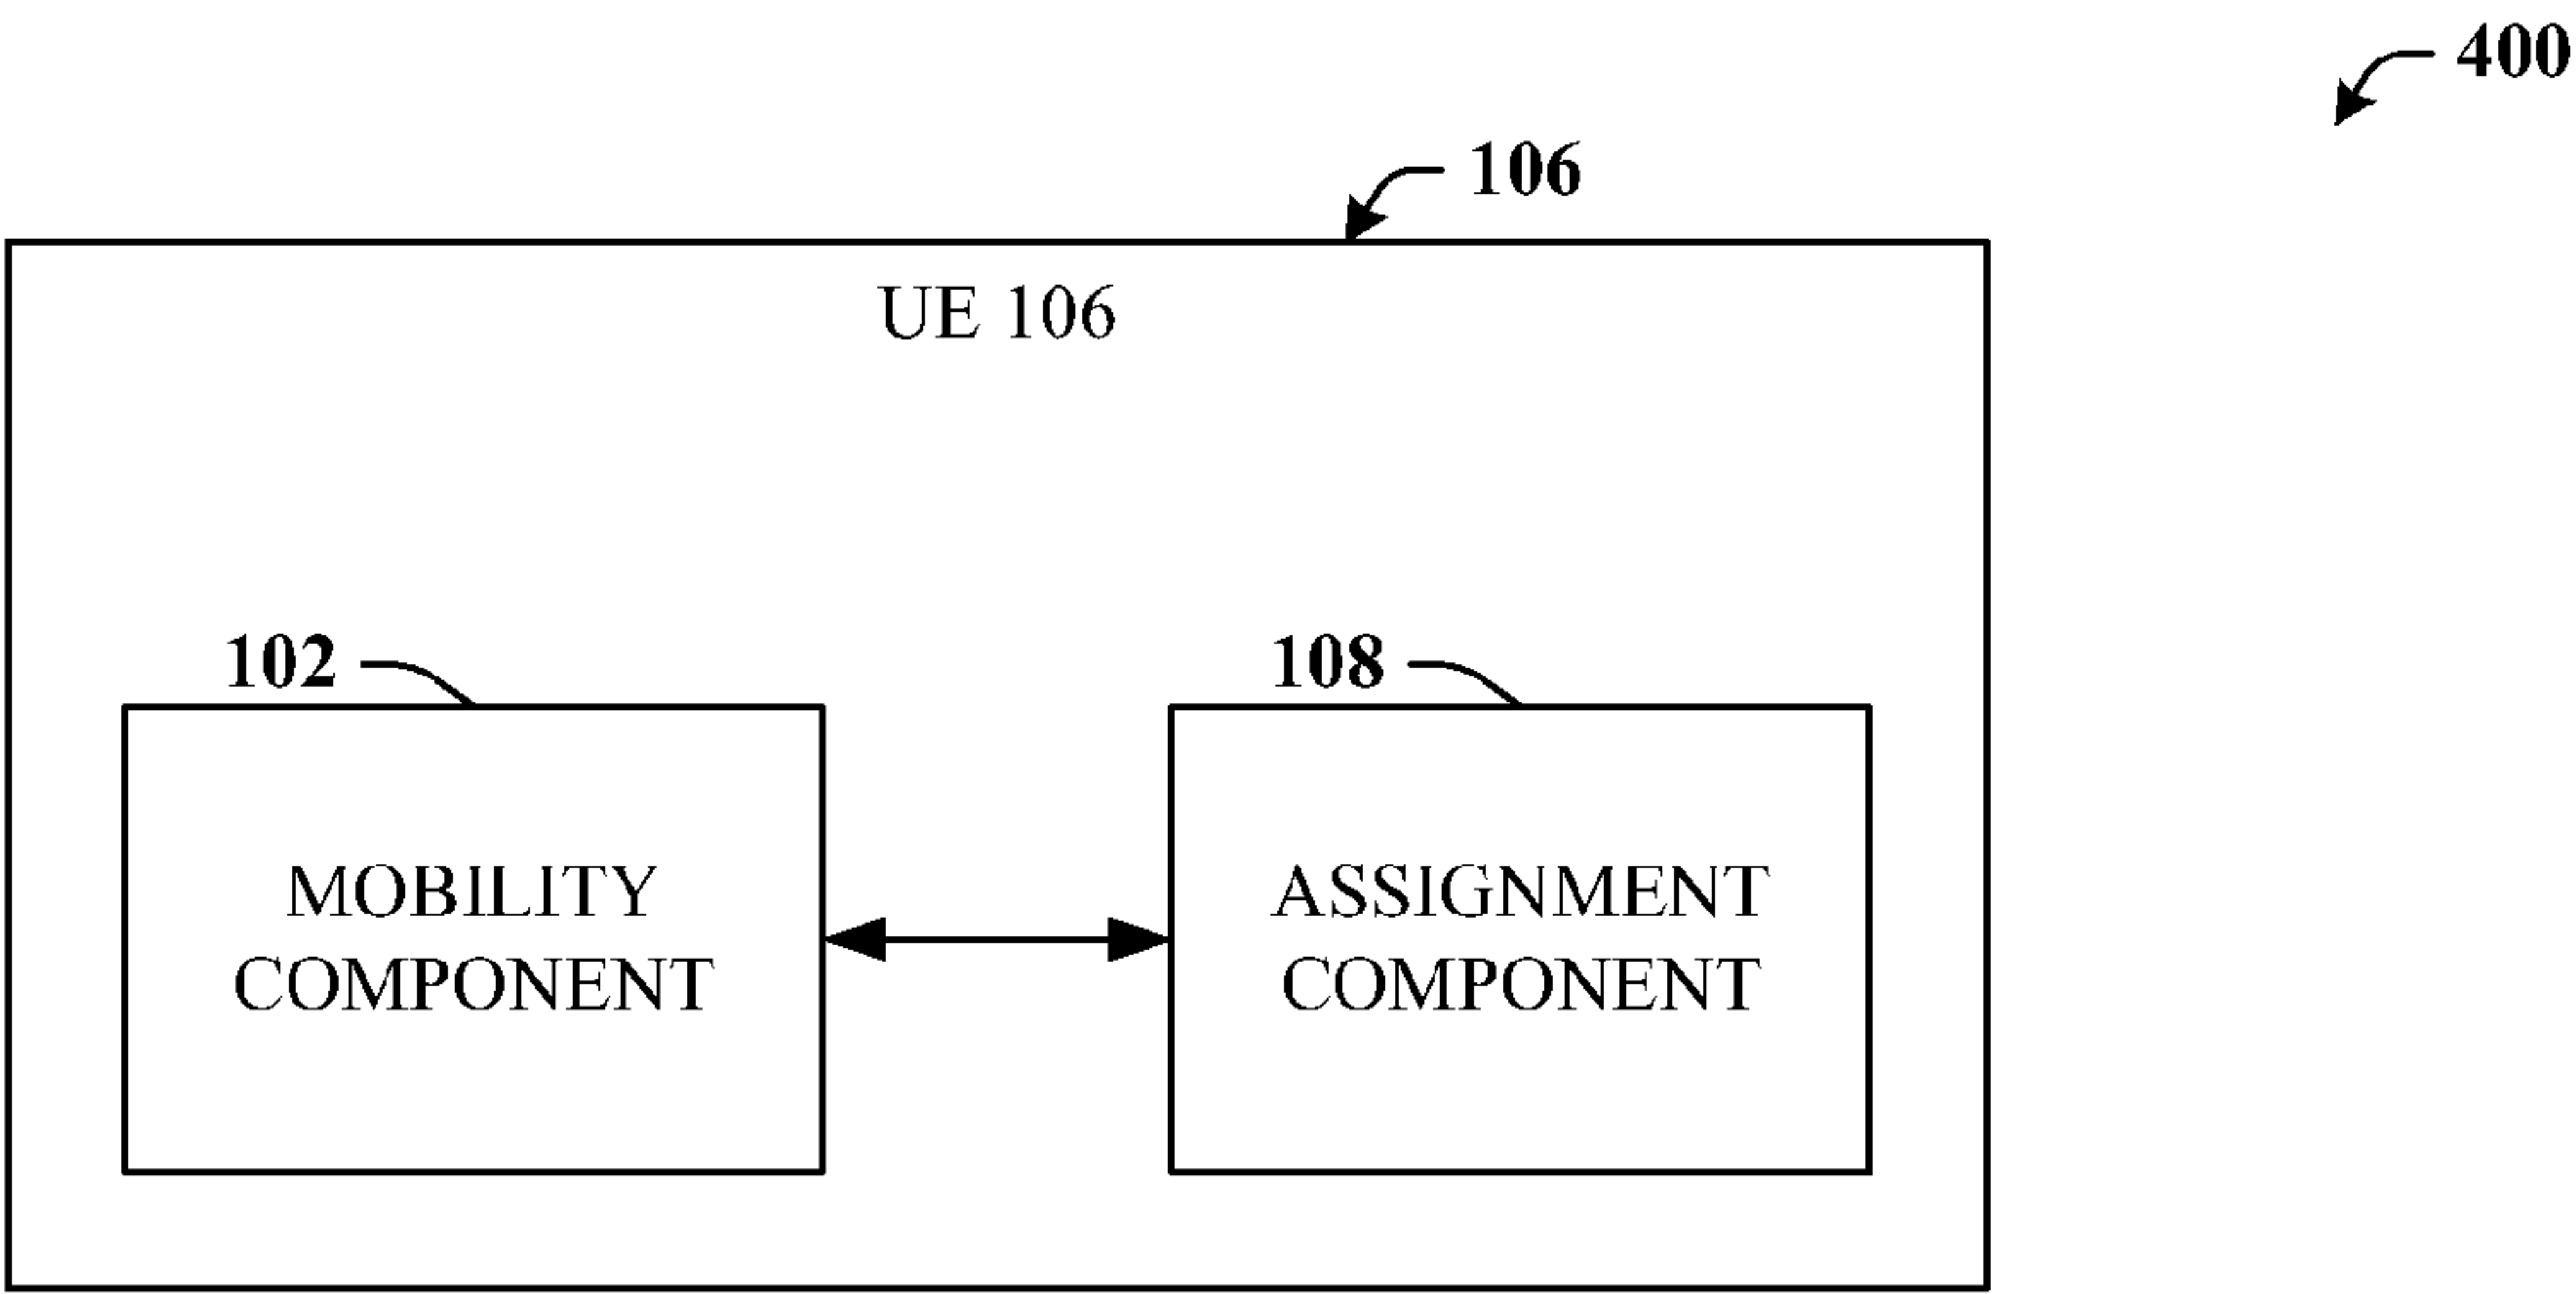 400
106
UE 106
102
108
MOBILITY
COMPONENT
ASSIGNMENT
COMPONENT